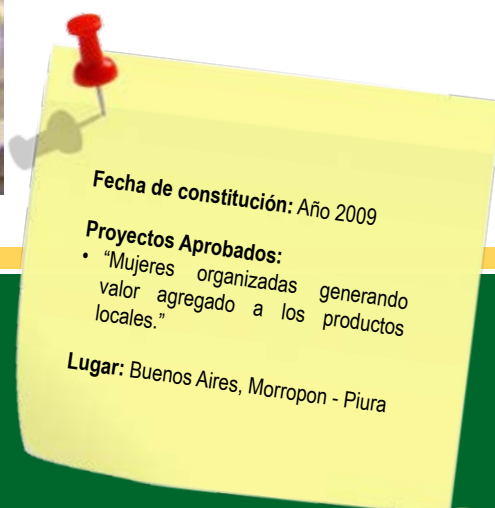 Fecha de constitución: Año 2009
Proyectos Aprobados:
• “Mujeres organizadas generando
valor agregado a los productos
locales.”
Lugar: Buenos Aires, Morropon - Piura